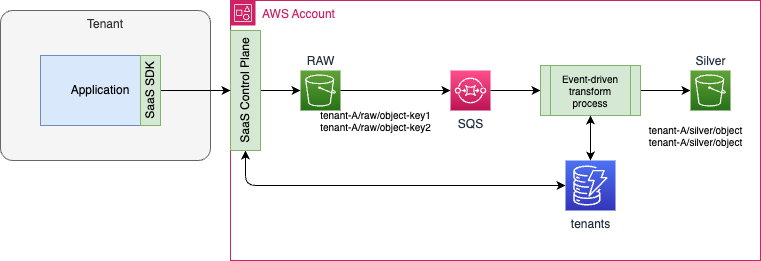 Tenant
Application
SaaS SDK
AWS Account
SaaS Control Plane
RAW
tenant-A/raw/object-key1
tenant-A/raw/object-key2
SQS
Event-driven
transform
process
Silver
tenant-A/silver/object
tenant-A/silver/object
tenants